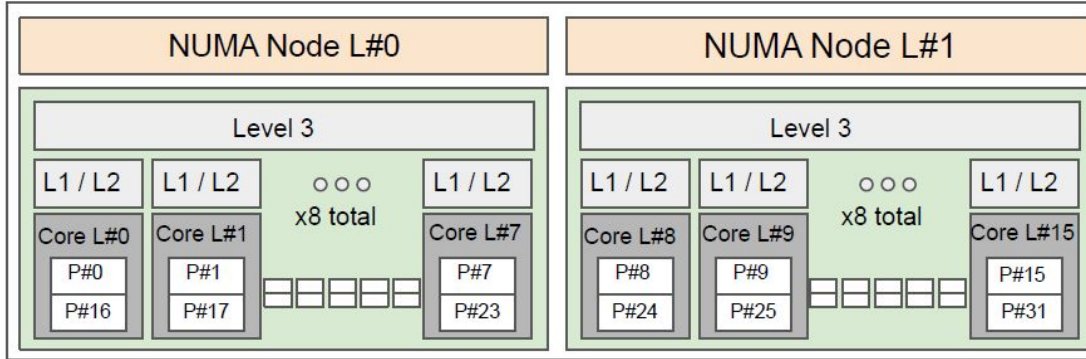 NUMA Node L#0
NUMA Node L#1
Level 3
Level 3
L1 / L2
L1 / L2
L1 / L2
L1 / L2
L1 / L2
L1 / L2
x8 total
x8 total
Core L#0
Core L#1
Core L#7
Core L#8
Core L#9
Core L#15
P#0
P#1
P#7
P#8
P#9
P#15
P#16
P#17
P#23
P#24
P#25
P#31